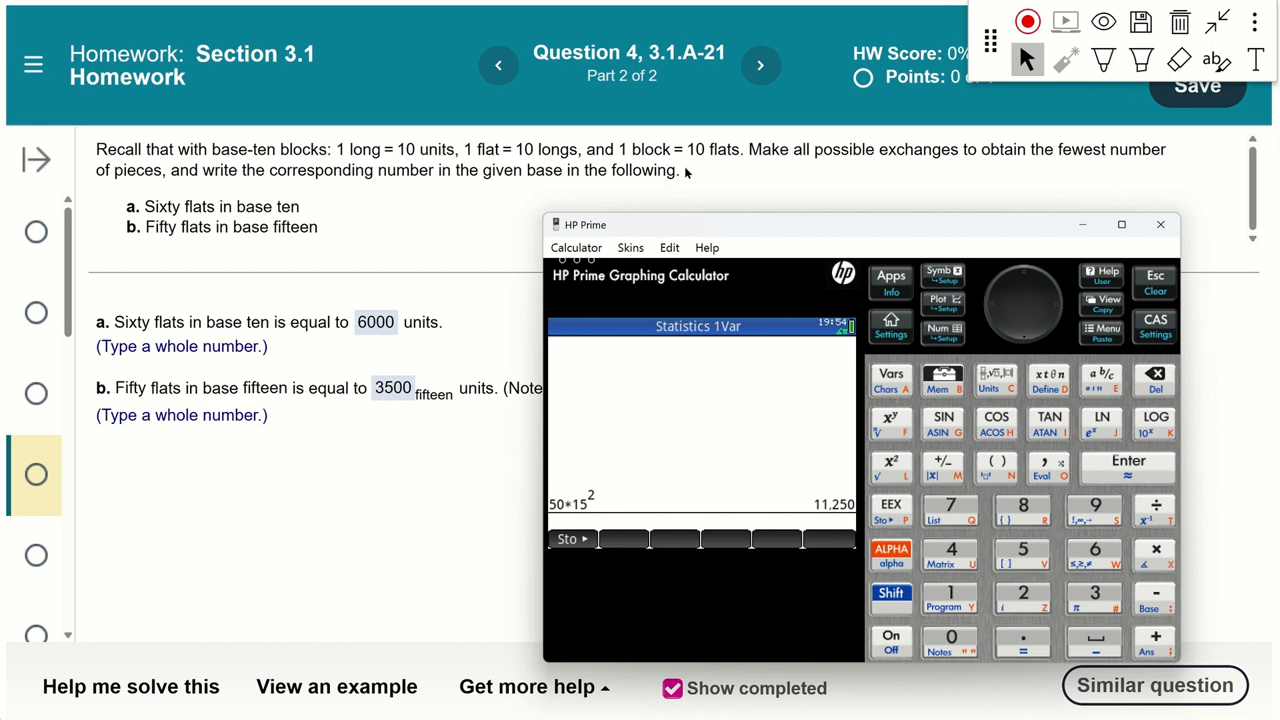 Homework: Section 3.1
Homework
Question 4, 3.1.A-21
Part 2 of 2
HW Score: 0%
Points: 0
Save
Recall that with base-ten blocks: 1 long = 10 units, 1 flat = 10 longs, and 1 block = 10 flats. Make all possible exchanges to obtain the fewest number
of pieces, and write the corresponding number in the given base in the following.
a. Sixty flats in base ten
b. Fifty flats in base fifteen
a. Sixty flats in base ten is equal to 6000 units.
(Type a whole number.)
b. Fifty flats in base fifteen is equal to 3500 fifteen units. (Note
(Type a whole number.)
HP Prime
Calculator Skins Edit Help
HP Prime Graphing Calculator
hp
Statistics 1Var 19:54
50*15² 11,250
Sto ▸
Apps Symb Help Esc
Info Setup User Clear
Plot View
Setup Copy
Num Menu CAS
Settings Setup Paste Settings
Vars x t θ n a b/c
Chars A Mem B Units C Define D E Del
xʸ SIN COS TAN LN LOG
F ASIN G ACOS H ATAN I eˣ J 10ˣ K
x² +/- ( ) , Enter
√ L |x| M N Eval O ≈
EEX 7 8 9 ÷
Sto ▸ P List Q { } R !,∞,→ S x⁻¹ T
ALPHA 4 5 6 ×
alpha Matrix U [ ] V ≤,≥,≠ W ∡ X
Shift 1 2 3 -
Program Y i Z π # Base :
On 0 . +
Off Notes " " = _ Ans ;
Help me solve this View an example Get more help Show completed Similar question
ab
T